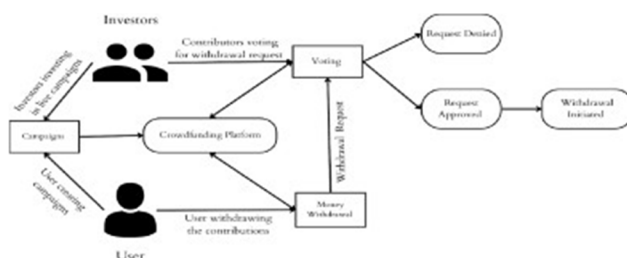 Investors
Contributors voting
for withdrawal request
Investors investing
in live campaigns
Voting
Request Denied
Request
Approved
Withdrawal
Initiated
Campaigns
Crowdfunding Platform
Withdrawal Request
User creating
campaigns
User withdrawing
the contributions
Money
Withdrawal
User